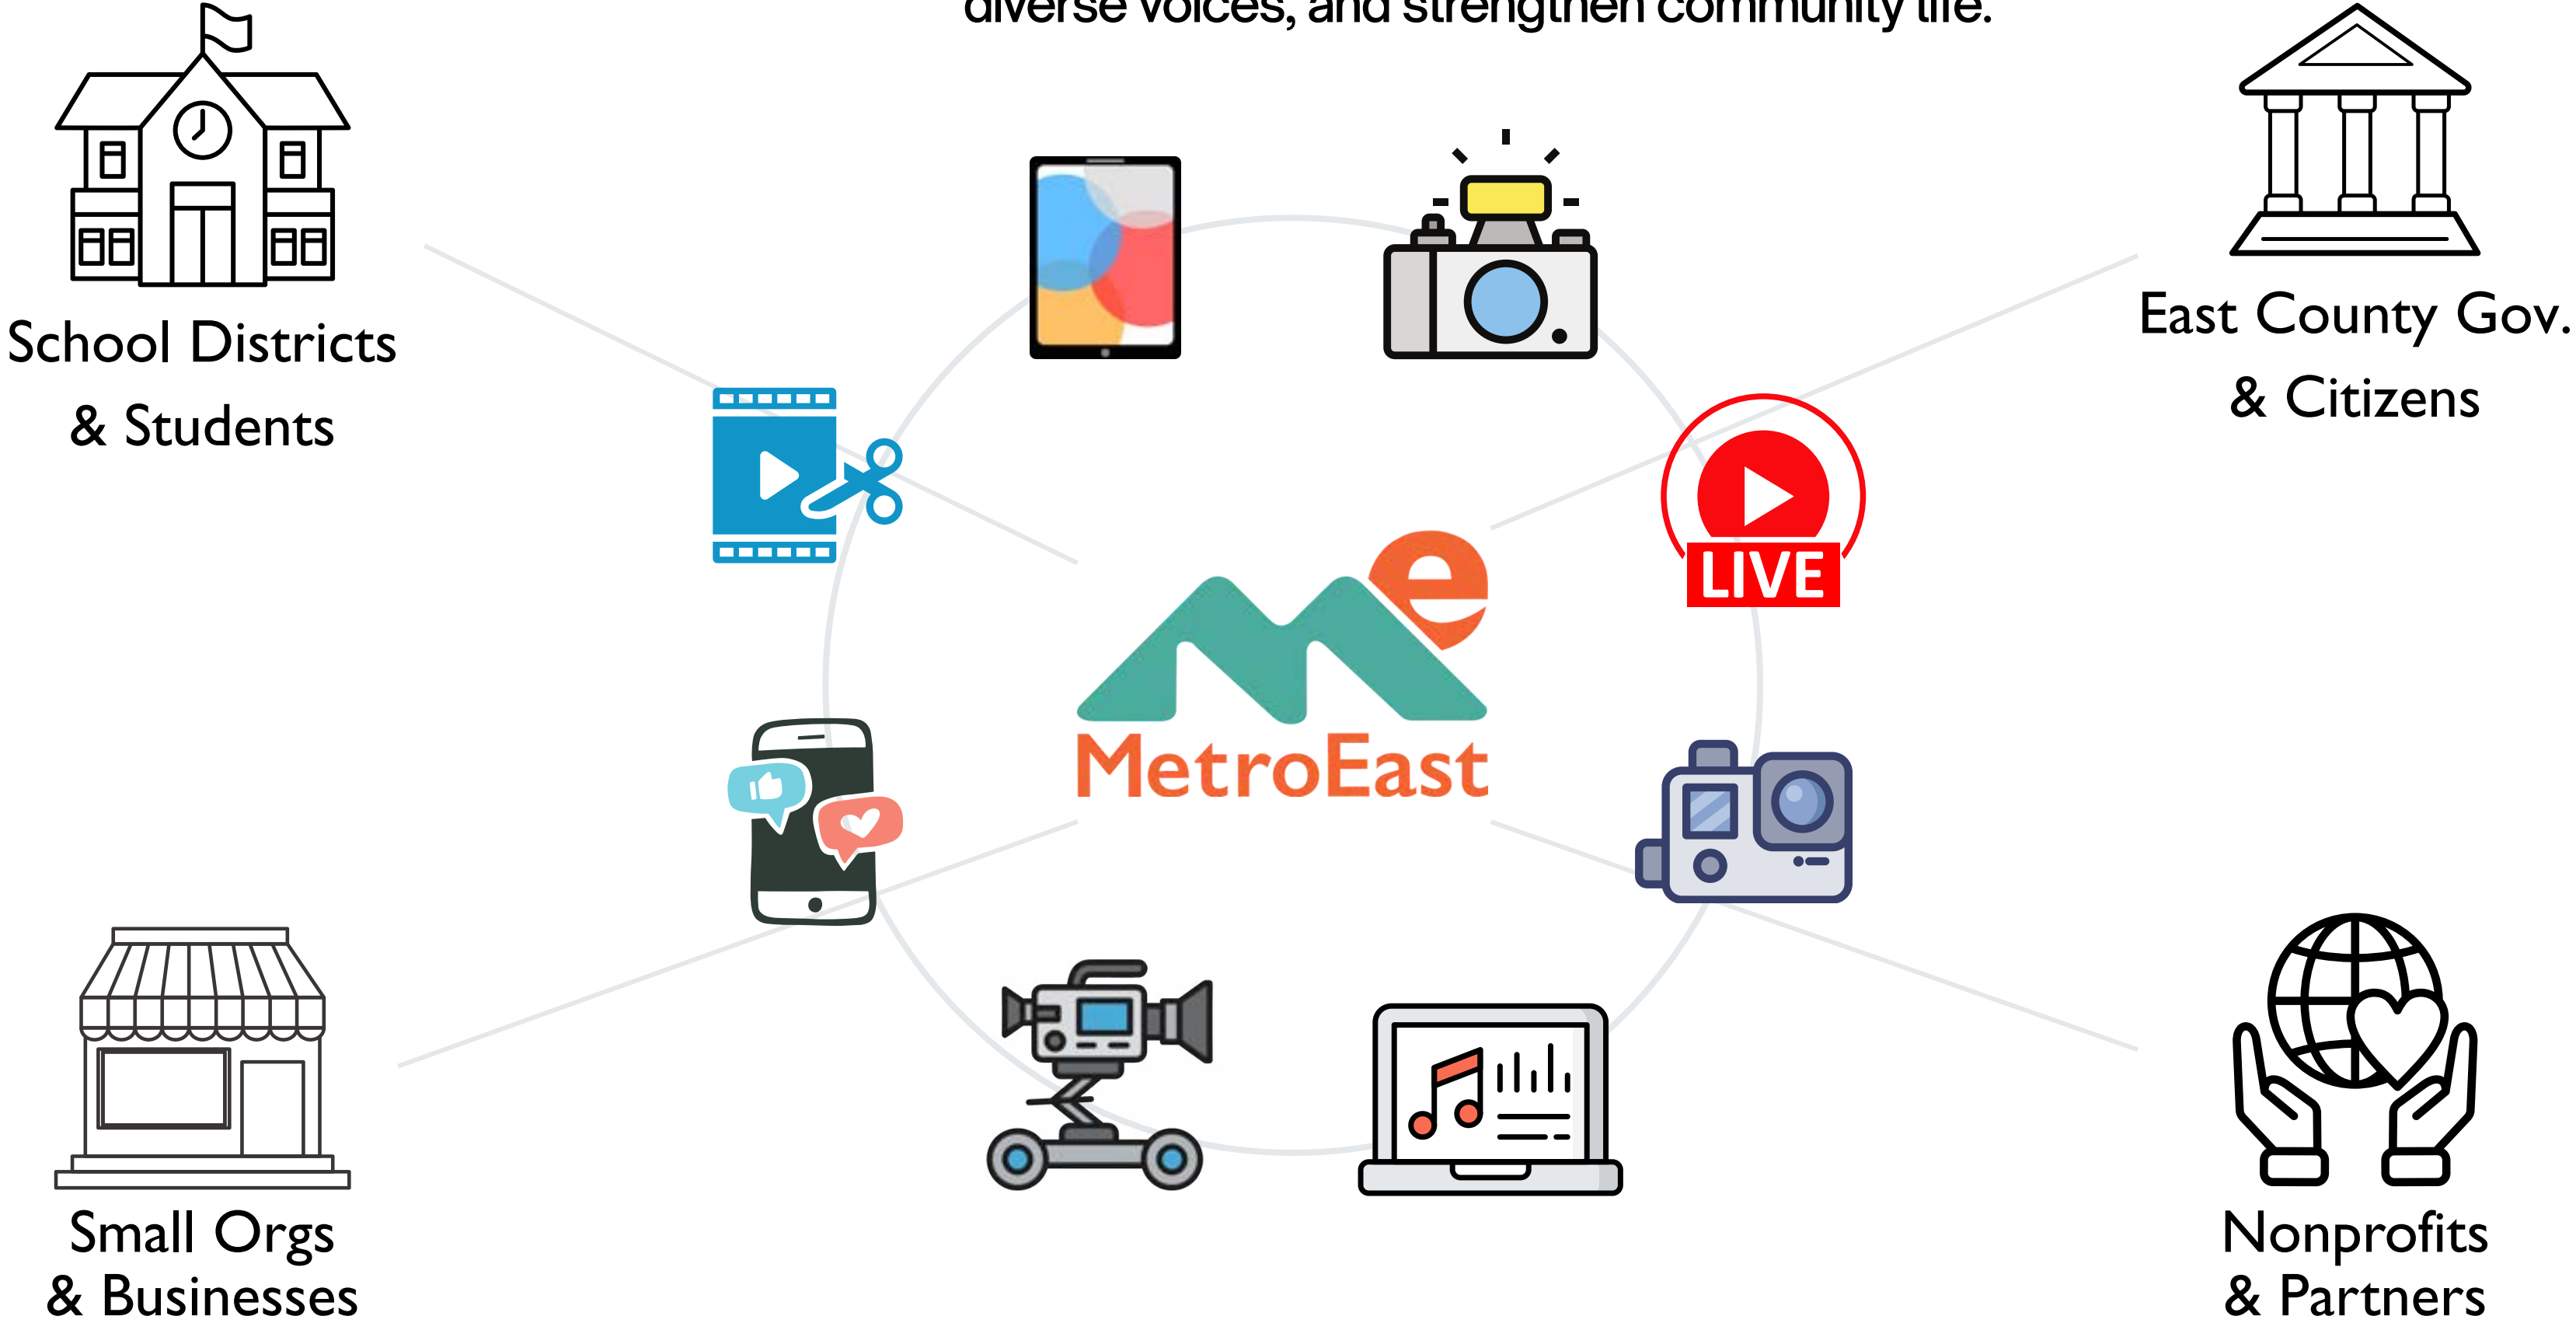 diverse voices, and strengthen community life.
School Districts
& Students
East County Gov.
& Citizens
LIVE
Me
MetroEast
Small Orgs
& Businesses
Nonprofits
& Partners